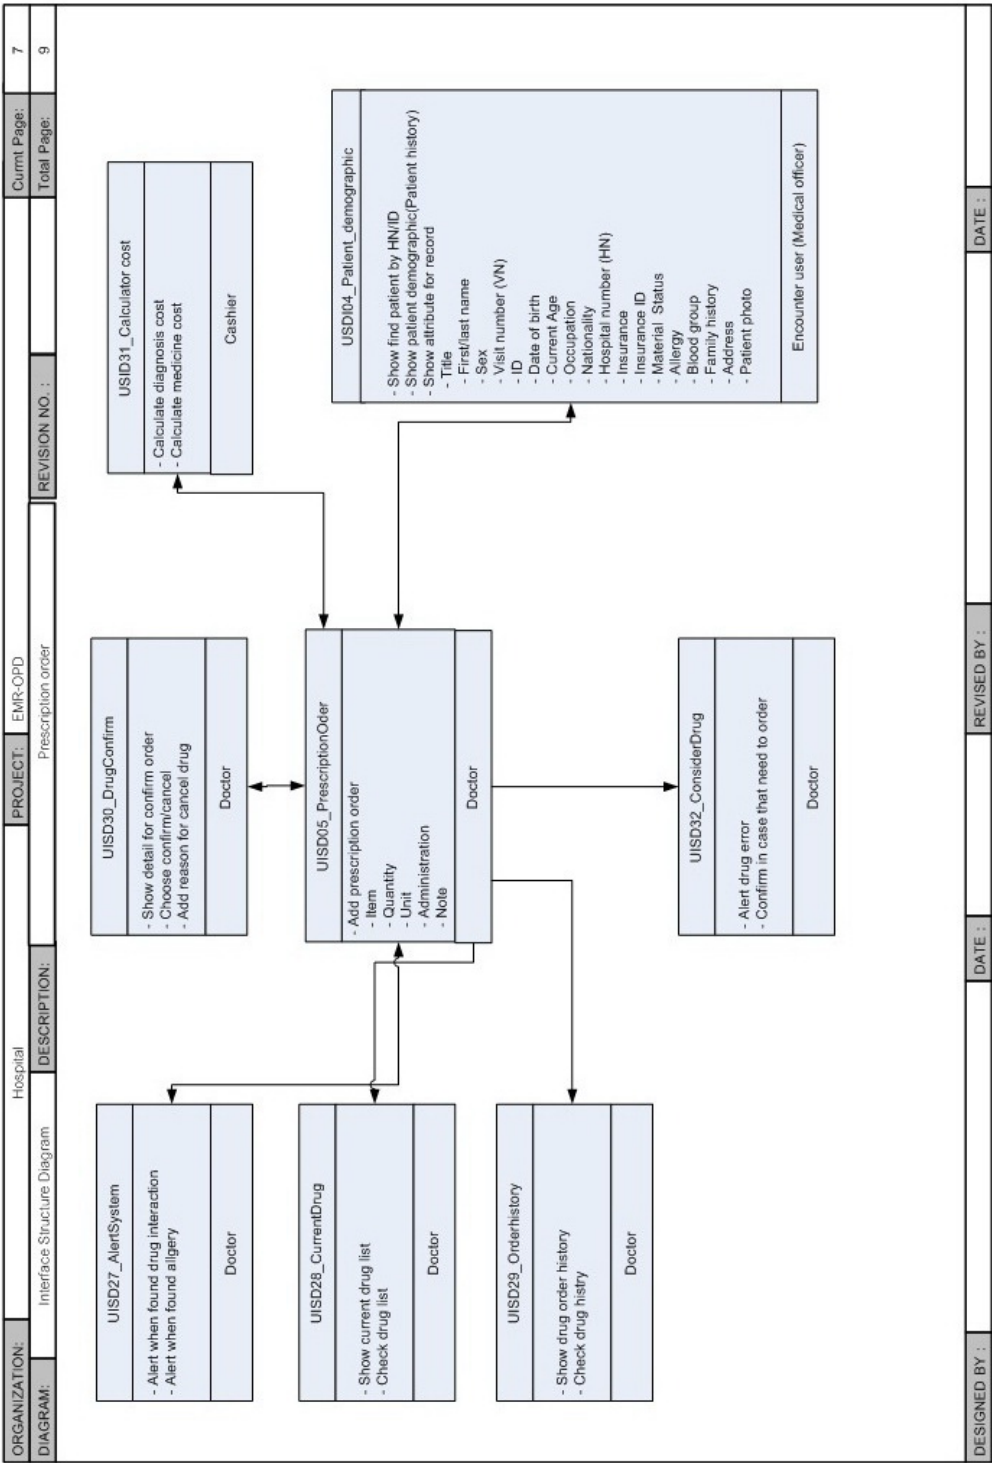 ORGANIZATION: Hospital PROJECT: EMR-OPD Currnt Page: 7
DIAGRAM: Interface Structure Diagram DESCRIPTION: Prescription order REVISION NO. : Total Page: 9
UISD27_AlertSystem
- Alert when found drug interaction
- Alert when found allgery
Doctor
UISD28_CurrentDrug
- Show current drug list
- Check drug list
Doctor
UISD29_Orderhistory
- Show drug order history
- Check drug histry
Doctor
UISD30_DrugConfirm
- Show detail for confirm order
- Choose confirm/cancel
- Add reason for cancel drug
Doctor
UISD05_PrescriptionOder
- Add prescription order
- Item
- Quantity
- Unit
- Administration
- Note
Doctor
UISD32_ConsiderDrug
- Alert drug error
- Confirm in case that need to order
Doctor
USID31_Calculator cost
- Calculate diagnosis cost
- Calculate medicine cost
Cashier
USDI04_Patient_demographic
- Show find patient by HN/ID
- Show patient demographic(Patient history)
- Show attribute for record
- Title
- First/last name
- Sex
- Visit number (VN)
- ID
- Date of birth
- Current Age
- Occupation
- Nationality
- Hospital number (HN)
- Insurance
- Insurance ID
- Material Status
- Allergy
- Blood group
- Family history
- Address
- Patient photo
Encounter user (Medical officer)
DESIGNED BY : DATE : REVISED BY : DATE :